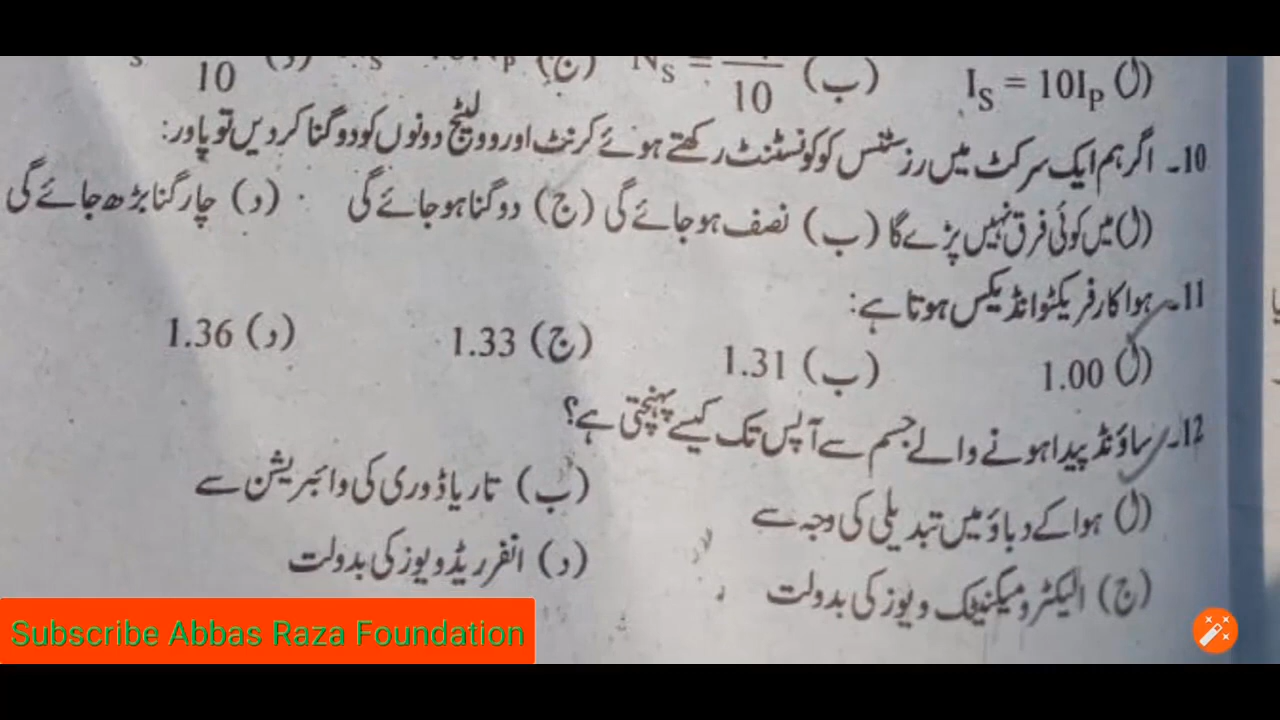 (ا) I_S = 10I_P (ب) N_S = /10 (ج) (د) 10
10۔ اگر ہم ایک سرکٹ میں رزسٹنس کو کونسٹنٹ رکھتے ہوئے کرنٹ اور وولٹیج دونوں کو دوگنا کر دیں تو پاور:
(ا) میں کوئی فرق نہیں پڑے گا (ب) نصف ہو جائے گی (ج) دوگنا ہو جائے گی (د) چار گنا بڑھ جائے گی
11۔ ہوا کا رفریکٹو انڈیکس ہوتا ہے:
(ا) 1.00 (ب) 1.31 (ج) 1.33 (د) 1.36
12۔ ساؤنڈ پیدا ہونے والے جسم سے آپس تک کیسے پہنچتی ہے؟
(ا) ہوا کے دباؤ میں تبدیلی کی وجہ سے (ب) تار یا ڈوری کی وائبریشن سے
(ج) الیکٹرومیگنیٹک ویوز کی بدولت (د) انفرریڈ ویوز کی بدولت
Subscribe Abbas Raza Foundation